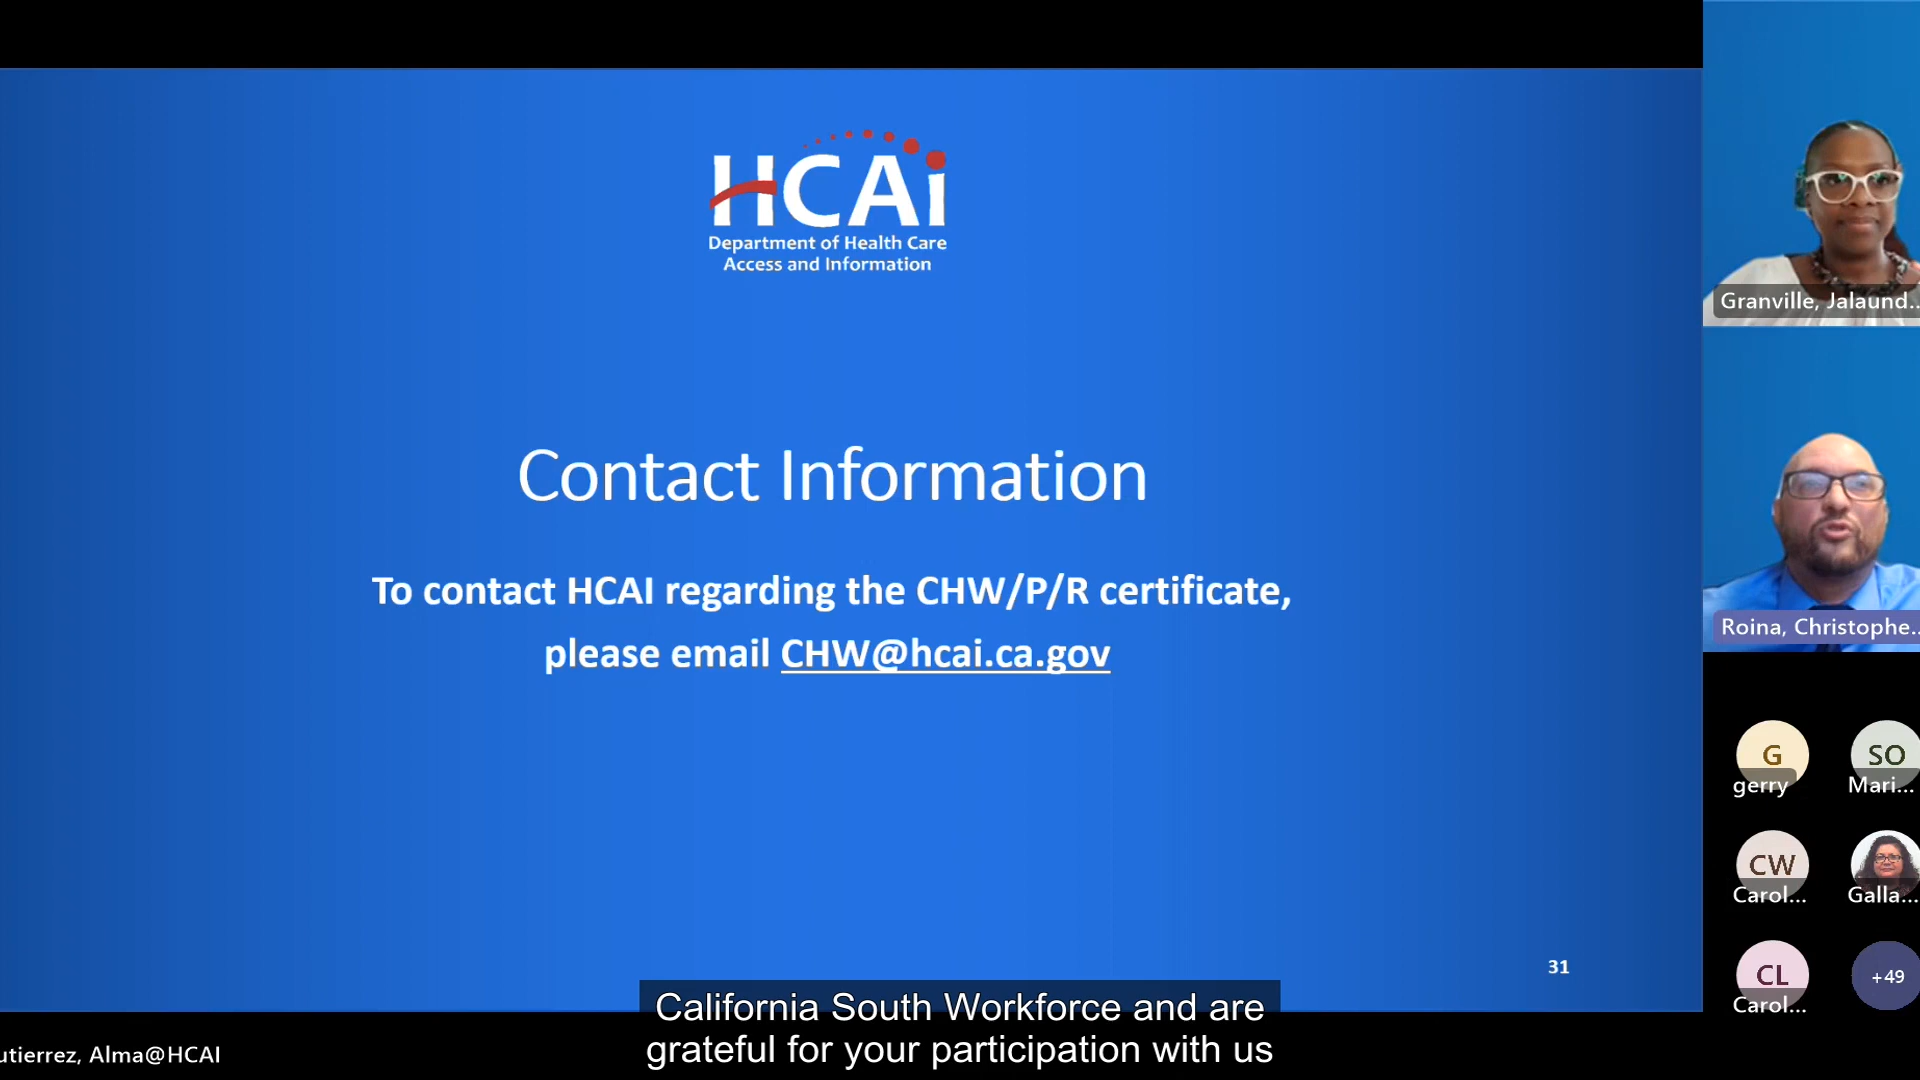 HCAi
Department of Health Care
Access and Information
Contact Information
To contact HCAI regarding the CHW/P/R certificate,
please email CHW@hcai.ca.gov
31
California South Workforce and are
grateful for your participation with us
utierrez, Alma@HCAI
Granville, Jalaund...
Roina, Christophe...
G
gerry
SO
Mari...
CW
Carol...
Galla...
CL
Carol...
+49